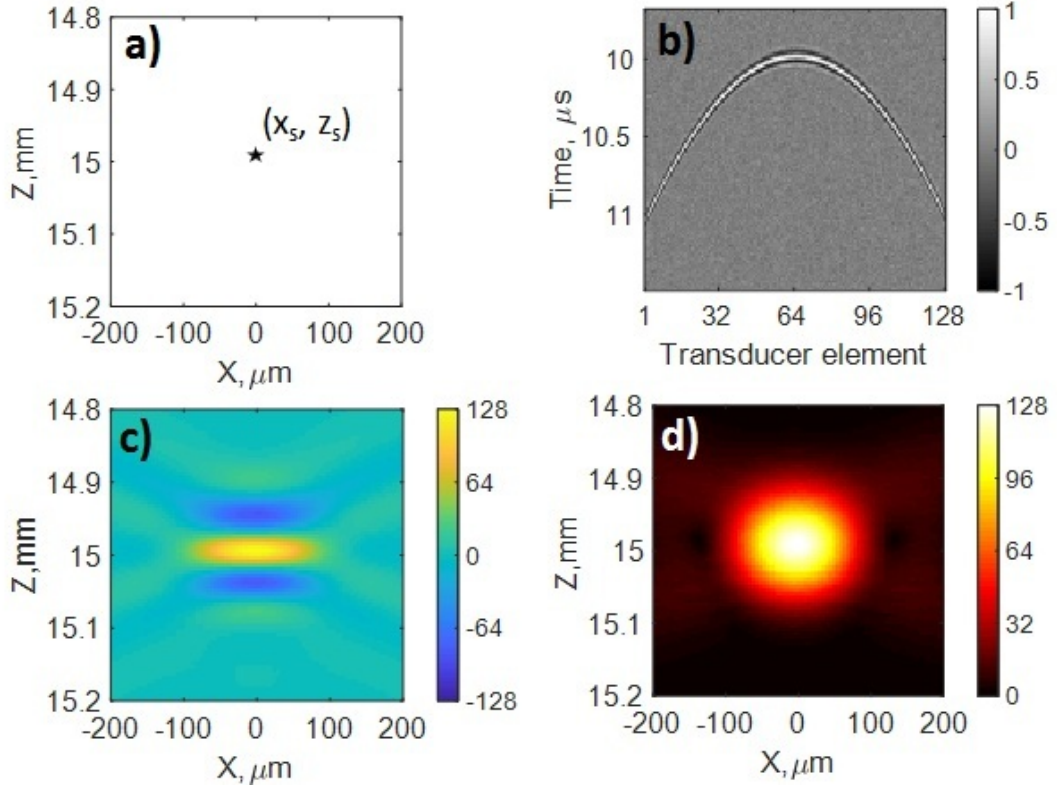 a)
(xs, zs)
14.8
14.9
15
15.1
15.2
Z,mm
-200 -100 0 100 200
X, μm
b)
10
10.5
11
Time, μs
1 32 64 96 128
Transducer element
1
0.5
0
-0.5
-1
c)
14.8
14.9
15
15.1
15.2
Z,mm
-200 -100 0 100 200
X, μm
128
64
0
-64
-128
d)
14.8
14.9
15
15.1
15.2
Z,mm
-200 -100 0 100 200
X, μm
128
96
64
32
0